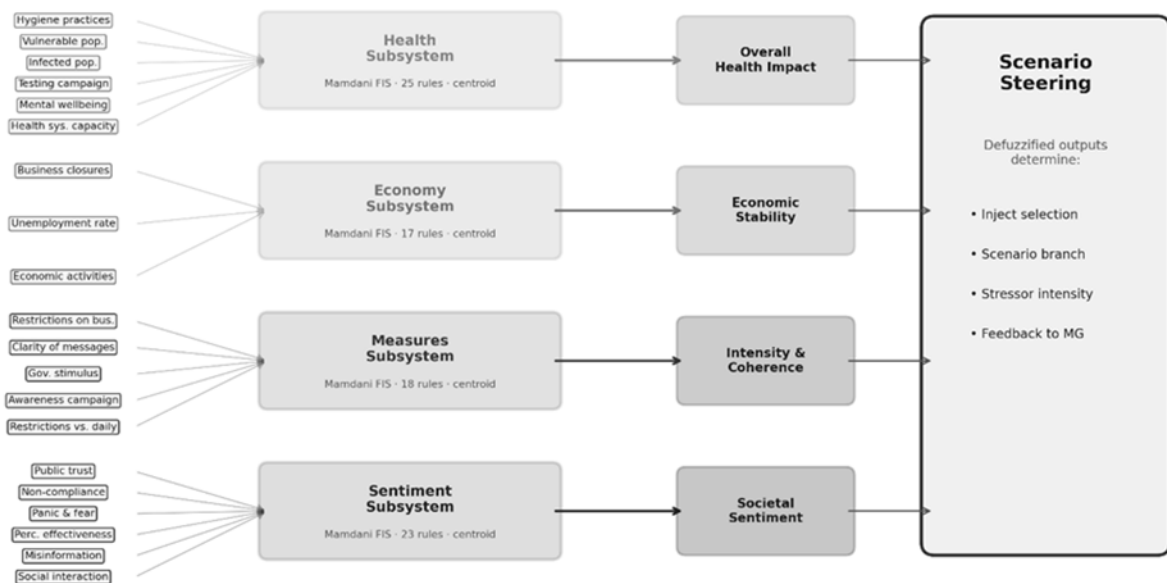 Hygiene practices
Vulnerable pop.
Infected pop.
Testing campaign
Mental wellbeing
Health sys. capacity
Health
Subsystem
Mamdani FIS · 25 rules · centroid
Overall
Health Impact
Business closures
Unemployment rate
Economic activities
Economy
Subsystem
Mamdani FIS · 17 rules · centroid
Economic
Stability
Restrictions on bus.
Clarity of messages
Gov. stimulus
Awareness campaign
Restrictions vs. daily
Measures
Subsystem
Mamdani FIS · 18 rules · centroid
Intensity &
Coherence
Public trust
Non-compliance
Panic & fear
Perc. effectiveness
Misinformation
Social interaction
Sentiment
Subsystem
Mamdani FIS · 23 rules · centroid
Societal
Sentiment
Scenario
Steering
Defuzzified outputs
determine:
• Inject selection
• Scenario branch
• Stressor intensity
• Feedback to MG